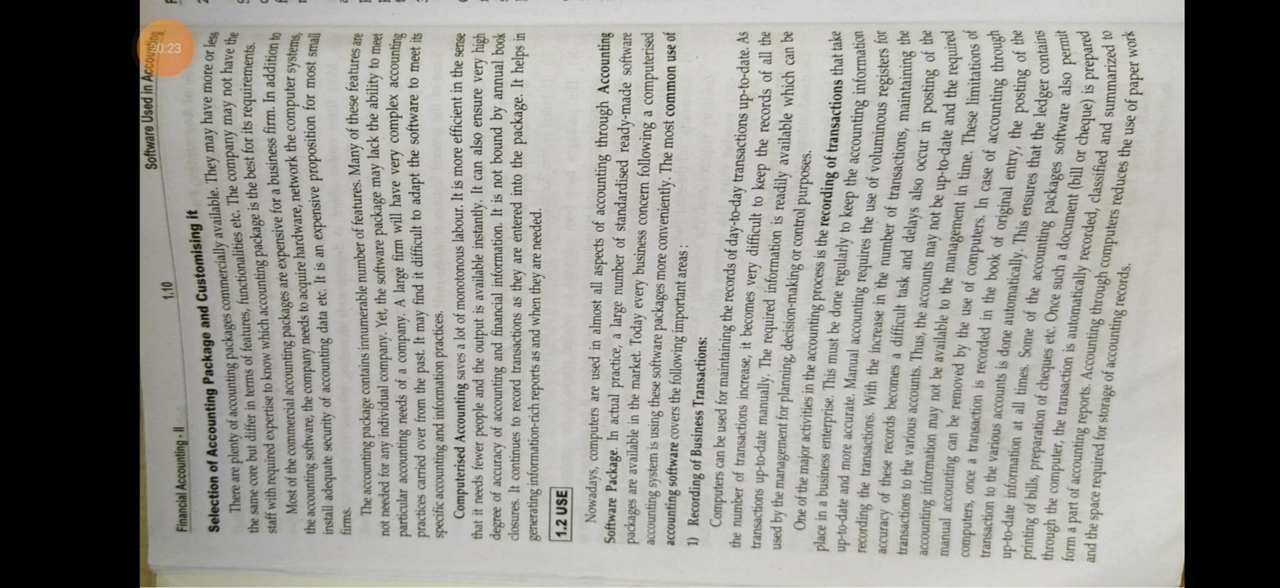 20:23
Financial Accounting - II 1.10 Software Used in Accounting
Selection of Accounting Package and Customising it
There are plenty of accounting packages commercially available. They may have more or less
the same core but differ in terms of features, functionalities etc. The company may not have the
staff with required expertise to know which accounting package is the best for its requirements.
Most of the commercial accounting packages are expensive for a business firm. In addition to
the accounting software, the company needs to acquire hardware, network the computer systems,
install adequate security of accounting data etc. It is an expensive proposition for most small
firms.
The accounting package contains innumerable number of features. Many of these features are
not needed for any individual company. Yet, the software package may lack the ability to meet
particular accounting needs of a company. A large firm will have very complex accounting
practices carried over from the past. It may find it difficult to adapt the software to meet its
specific accounting and information practices.
Computerised Accounting saves a lot of monotonous labour. It is more efficient in the sense
that it needs fewer people and the output is available instantly. It can also ensure very high
degree of accuracy of accounting and financial information. It is not bound by annual book
closures. It continues to record transactions as they are entered into the package. It helps in
generating information-rich reports as and when they are needed.
1.2 USE
Nowadays, computers are used in almost all aspects of accounting through Accounting
Software Package. In actual practice, a large number of standardised ready-made software
packages are available in the market. Today every business concern following a computerised
accounting system is using these software packages more conveniently. The most common use of
accounting software covers the following important areas :
1) Recording of Business Transactions:
Computers can be used for maintaining the records of day-to-day transactions up-to-date. As
the number of transactions increase, it becomes very difficult to keep the records of all the
transactions up-to-date manually. The required information is readily available which can be
used by the management for planning, decision-making or control purposes.
One of the major activities in the accounting process is the recording of transactions that take
place in a business enterprise. This must be done regularly to keep the accounting information
up-to-date and more accurate. Manual accounting requires the use of voluminous registers for
recording the transactions. With the increase in the number of transactions, maintaining the
accuracy of these records becomes a difficult task and delays also occur in posting of the
transactions to the various accounts. Thus, the accounts may not be up-to-date and the required
accounting information may not be available to the management in time. These limitations of
manual accounting can be removed by the use of computers. In case of accounting through
computers, once a transaction is recorded in the book of original entry, the posting of the
transaction to the various accounts is done automatically. This ensures that the ledger contains
up-to-date information at all times. Some of the accounting packages software also permit
printing of bills, preparation of cheques etc. Once such a document (bill or cheque) is prepared
through the computer, the transaction is automatically recorded, classified and summarized to
form a part of accounting reports. Accounting through computers reduces the use of paper work
and the space required for storage of accounting records.